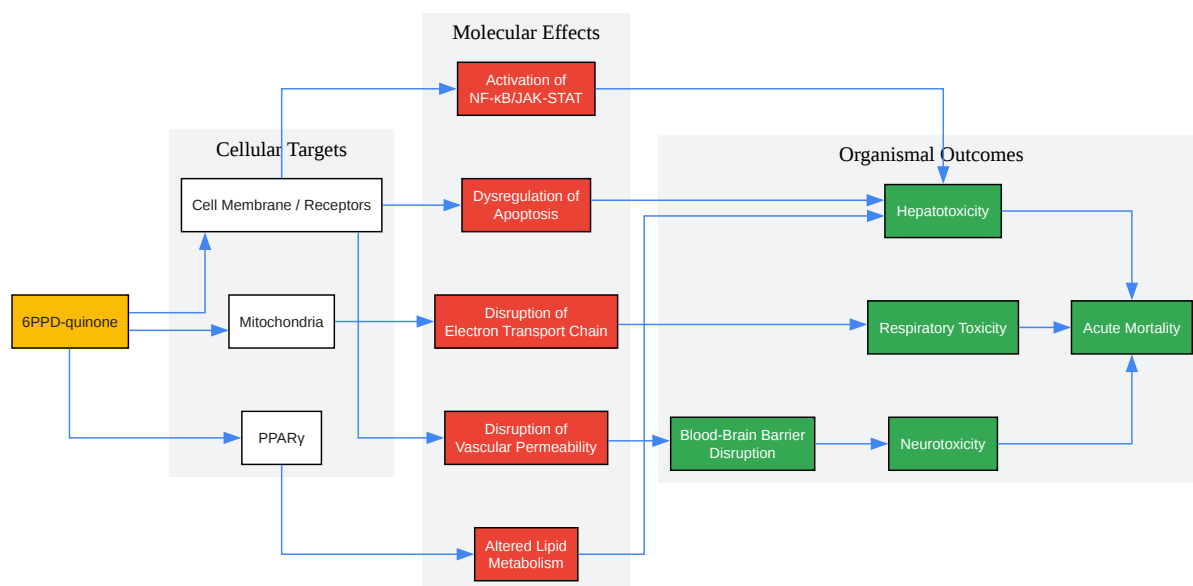 Molecular Effects
Activation of
NF-κB/JAK-STAT
Cellular Targets
Organismal Outcomes
Cell Membrane / Receptors
Dysregulation of
Apoptosis
Hepatotoxicity
6PPD-quinone
Mitochondria
Disruption of
Electron Transport Chain
Respiratory Toxicity
Acute Mortality
PPARγ
Disruption of
Vascular Permeability
Blood-Brain Barrier
Disruption
Neurotoxicity
Altered Lipid
Metabolism